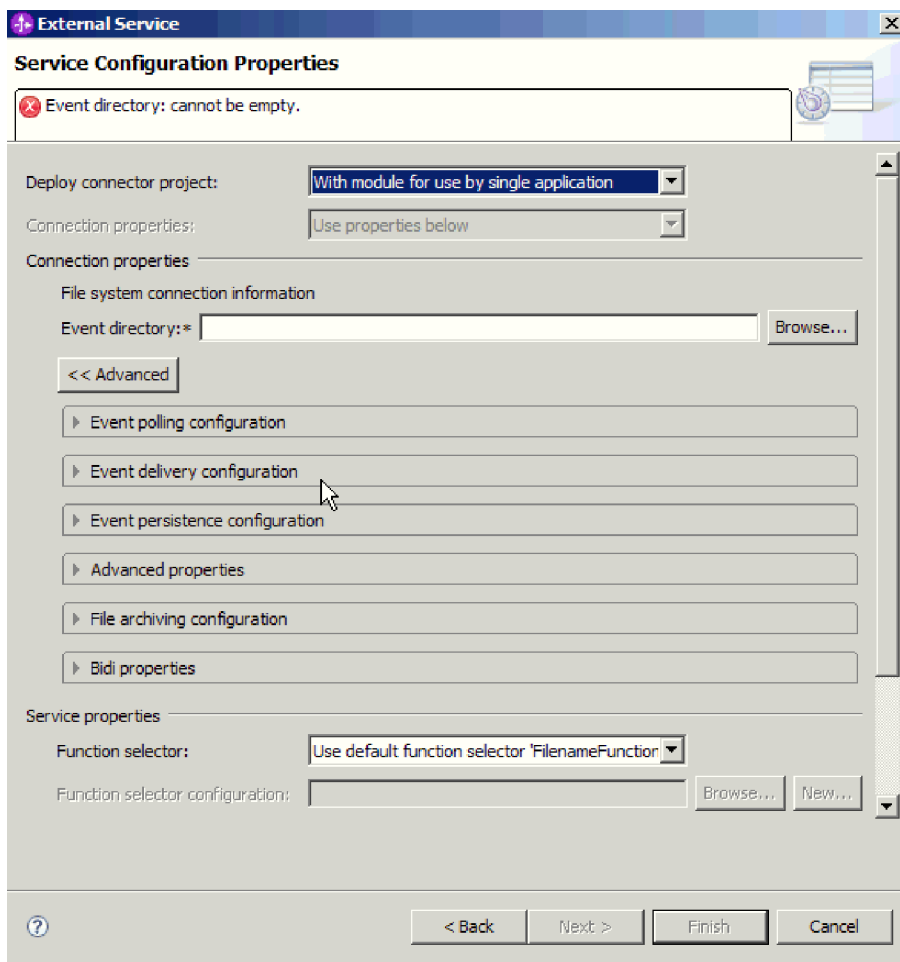 External Service
Service Configuration Properties
Event directory: cannot be empty.
Deploy connector project: With module for use by single application
Connection properties: Use properties below
Connection properties
File system connection information
Event directory:* Browse...
<< Advanced
Event polling configuration
Event delivery configuration
Event persistence configuration
Advanced properties
File archiving configuration
Bidi properties
Service properties
Function selector: Use default function selector 'FilenameFunction
Function selector configuration: Browse... New...
? < Back Next > Finish Cancel